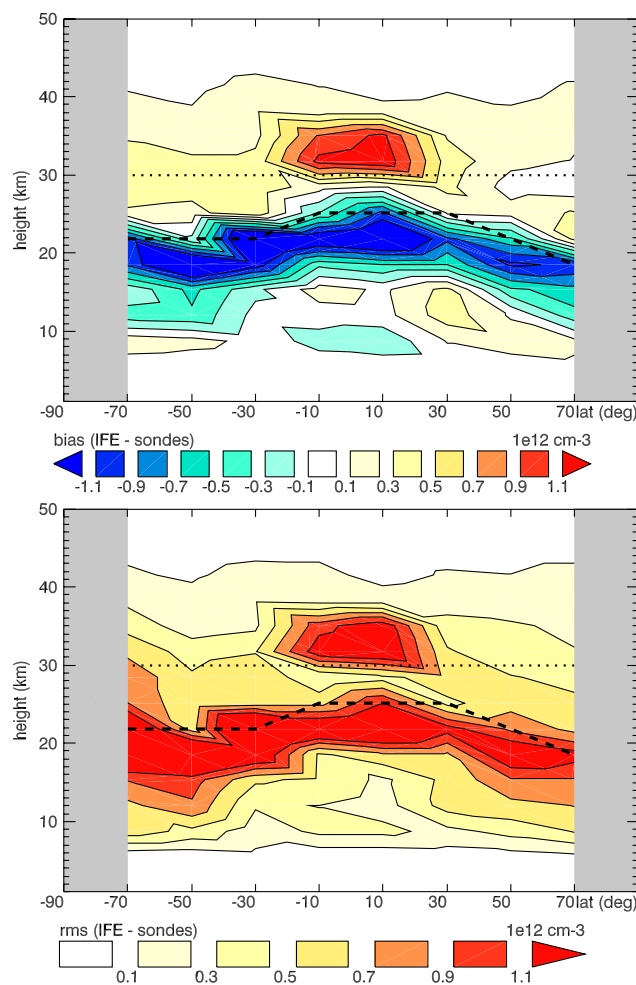 50
40
30
20
10
height (km)
-90 -70 -50 -30 -10 10 30 50 70 lat (deg)
bias (IFE - sondes) 1e12 cm-3
-1.1 -0.9 -0.7 -0.5 -0.3 -0.1 0.1 0.3 0.5 0.7 0.9 1.1
50
40
30
20
10
height (km)
-90 -70 -50 -30 -10 10 30 50 70 lat (deg)
rms (IFE - sondes) 1e12 cm-3
0.1 0.3 0.5 0.7 0.9 1.1